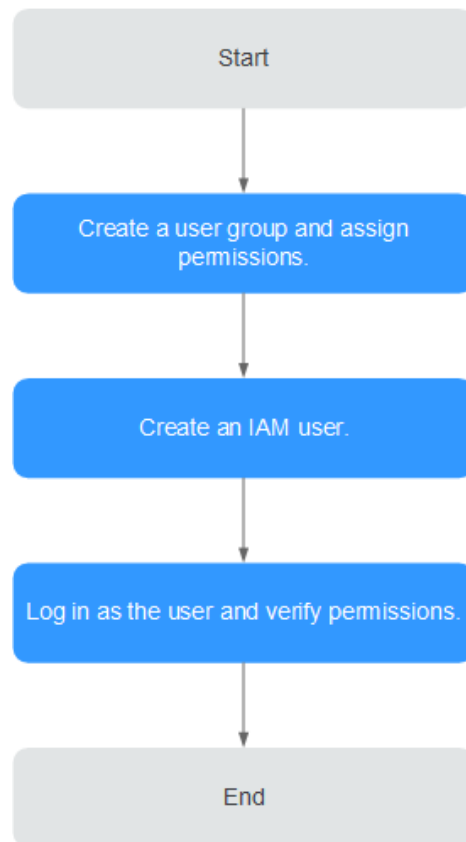 Start
Create a user group and assign
permissions.
Create an IAM user.
Log in as the user and verify permissions.
End